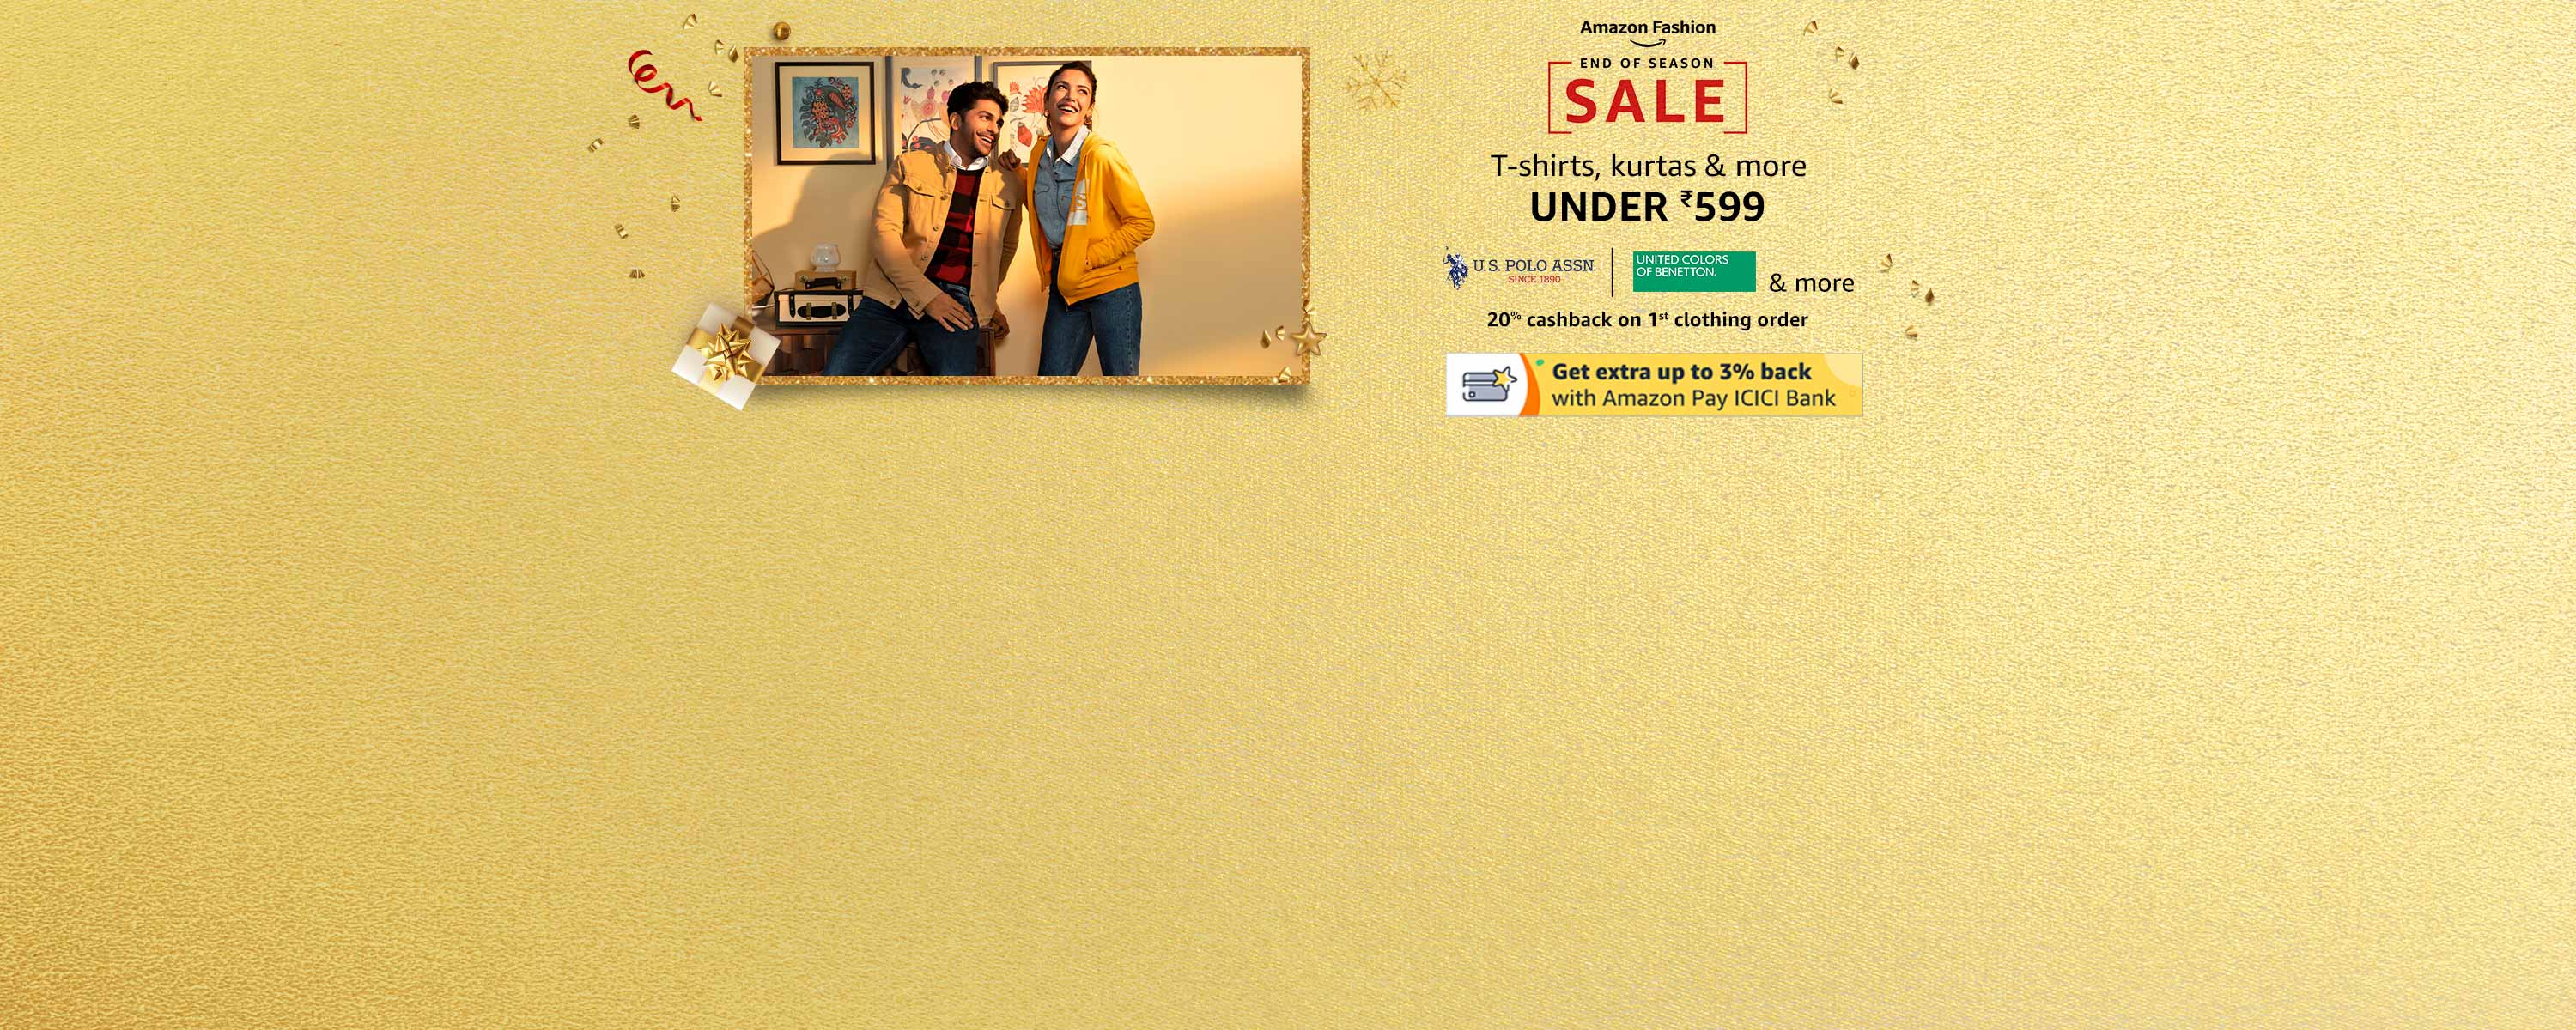 Amazon Fashion
END OF SEASON
SALE
T-shirts, kurtas & more
UNDER ₹599
U.S. POLO ASSN.
SINCE 1890
UNITED COLORS
OF BENETTON.
& more
20% cashback on 1st clothing order
Get extra up to 3% back
with Amazon Pay ICICI Bank